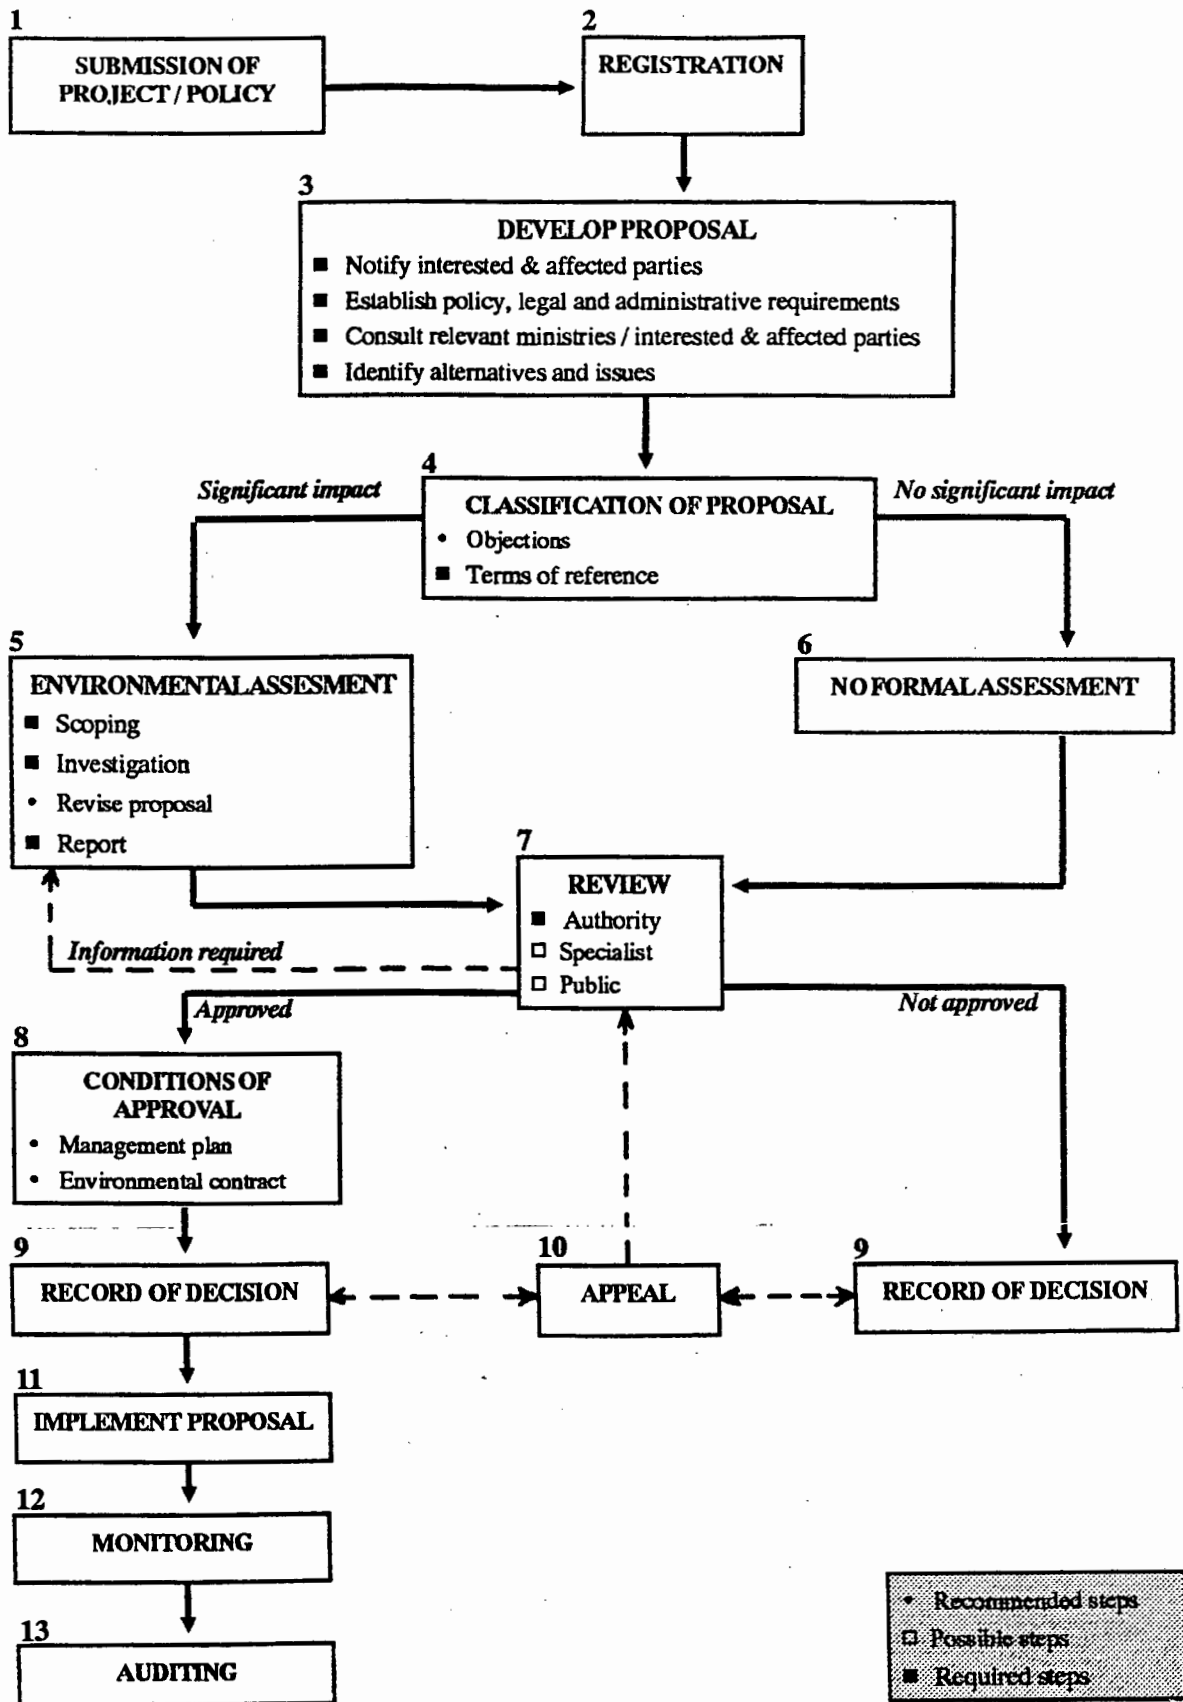 1
SUBMISSION OF
PROJECT / POLICY
2
REGISTRATION
3
DEVELOP PROPOSAL
■ Notify interested & affected parties
■ Establish policy, legal and administrative requirements
■ Consult relevant ministries / interested & affected parties
■ Identify alternatives and issues
4
CLASSIFICATION OF PROPOSAL
• Objections
■ Terms of reference
Significant impact
No significant impact
5
ENVIRONMENTAL ASSESMENT
■ Scoping
■ Investigation
• Revise proposal
■ Report
6
NO FORMAL ASSESSMENT
7
REVIEW
■ Authority
□ Specialist
□ Public
Information required
Approved
Not approved
8
CONDITIONS OF
APPROVAL
• Management plan
• Environmental contract
9
RECORD OF DECISION
10
APPEAL
9
RECORD OF DECISION
11
IMPLEMENT PROPOSAL
12
MONITORING
13
AUDITING
• Recommended steps
□ Possible steps
■ Required steps